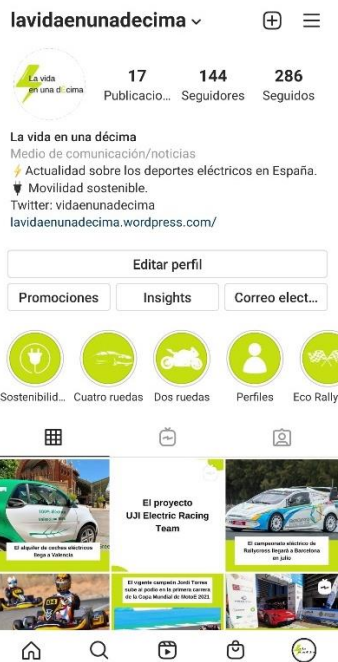 lavidaenunadecima
La vida
en una décima
17
144
286
Publicacio...
Seguidores
Seguidos
La vida en una décima
Medio de comunicación/noticias
⚡Actualidad sobre los deportes eléctricos en España.
🔌 Movilidad sostenible.
Twitter: vidaenunadecima
lavidaenunadecima.wordpress.com/
Editar perfil
Promociones
Insights
Correo elect...
Sostenibilid...
Cuatro ruedas
Dos ruedas
Perfiles
Eco Rally
El alquiler de coches eléctricos
llega a Valencia
El proyecto
UJI Electric Racing
Team
El campeonato eléctrico de
Rallycross llegará a Barcelona
en julio
El vigente campeón Jordi Torres
sube al podio en la primera carrera
de la Copa Mundial de MotoE 2021